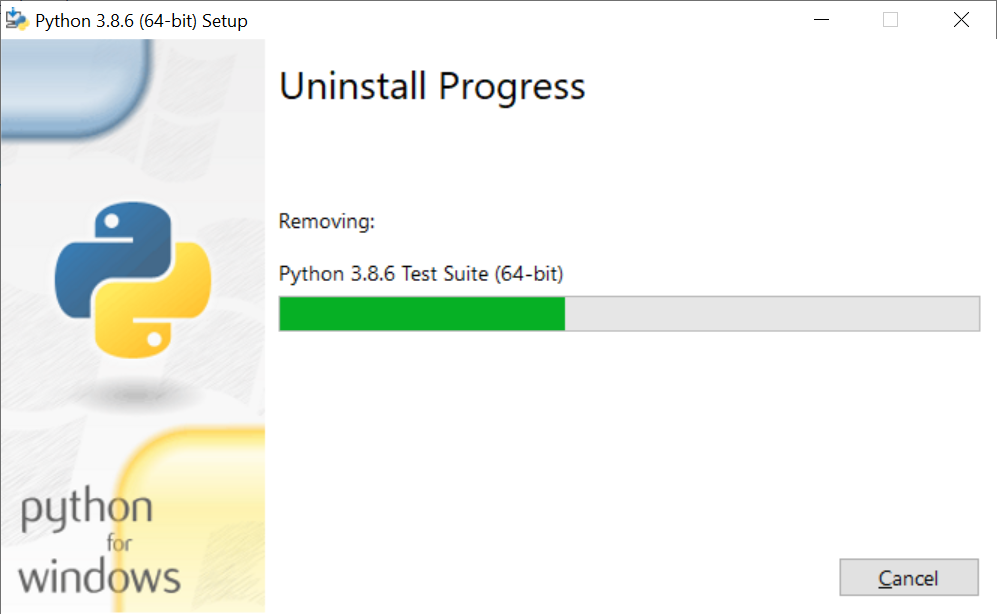 Python 3.8.6 (64-bit) Setup
Uninstall Progress
Removing:
Python 3.8.6 Test Suite (64-bit)
python
for
windows
Cancel